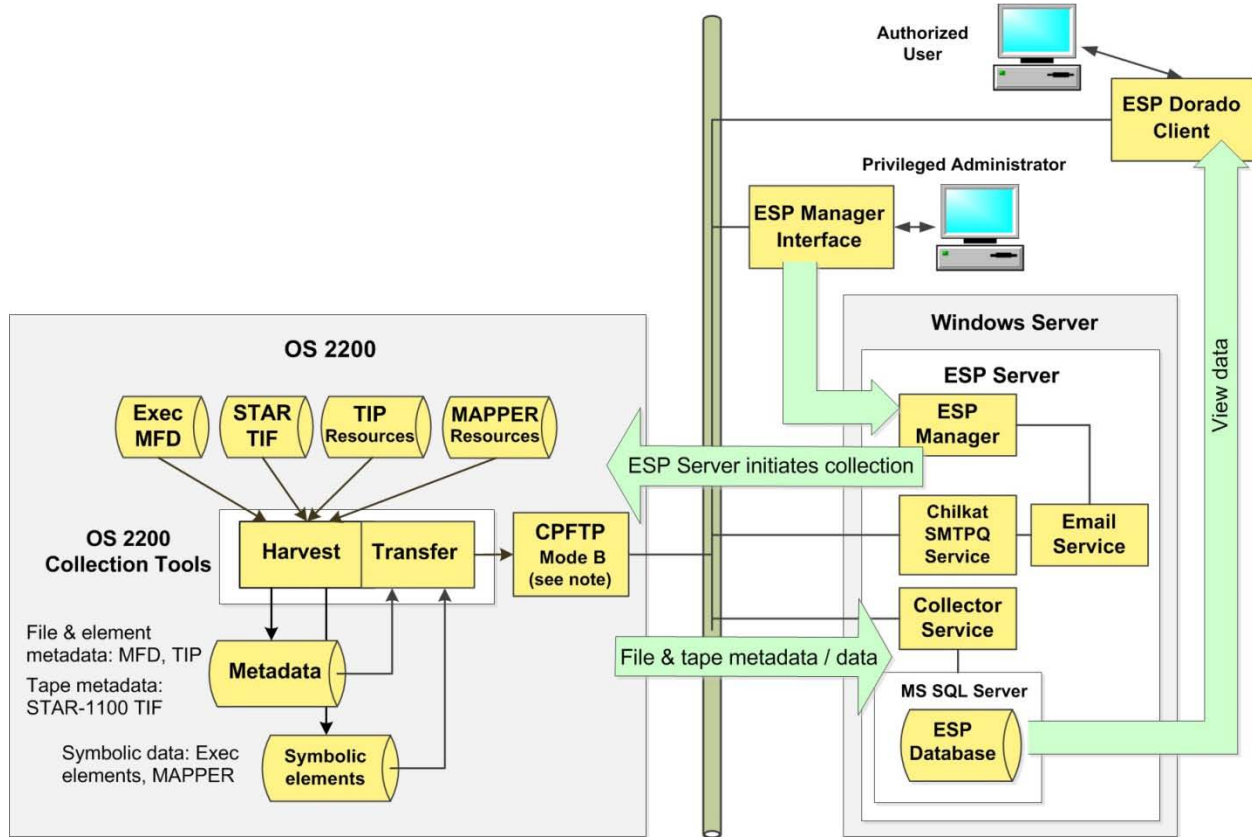 Authorized
User
ESP Dorado
Client
Privileged Administrator
ESP Manager
Interface
View data
Windows Server
ESP Server
ESP
Manager
ESP Server initiates collection
Chilkat
SMTPQ
Service
Email
Service
Collector
Service
File & tape metadata / data
MS SQL Server
ESP
Database
OS 2200
Exec
MFD
STAR
TIF
TIP
Resources
MAPPER
Resources
OS 2200
Collection Tools
Harvest
Transfer
CPFTP
Mode B
(see note)
File & element
metadata: MFD, TIP
Tape metadata:
STAR-1100 TIF
Metadata
Symbolic data: Exec
elements, MAPPER
Symbolic
elements